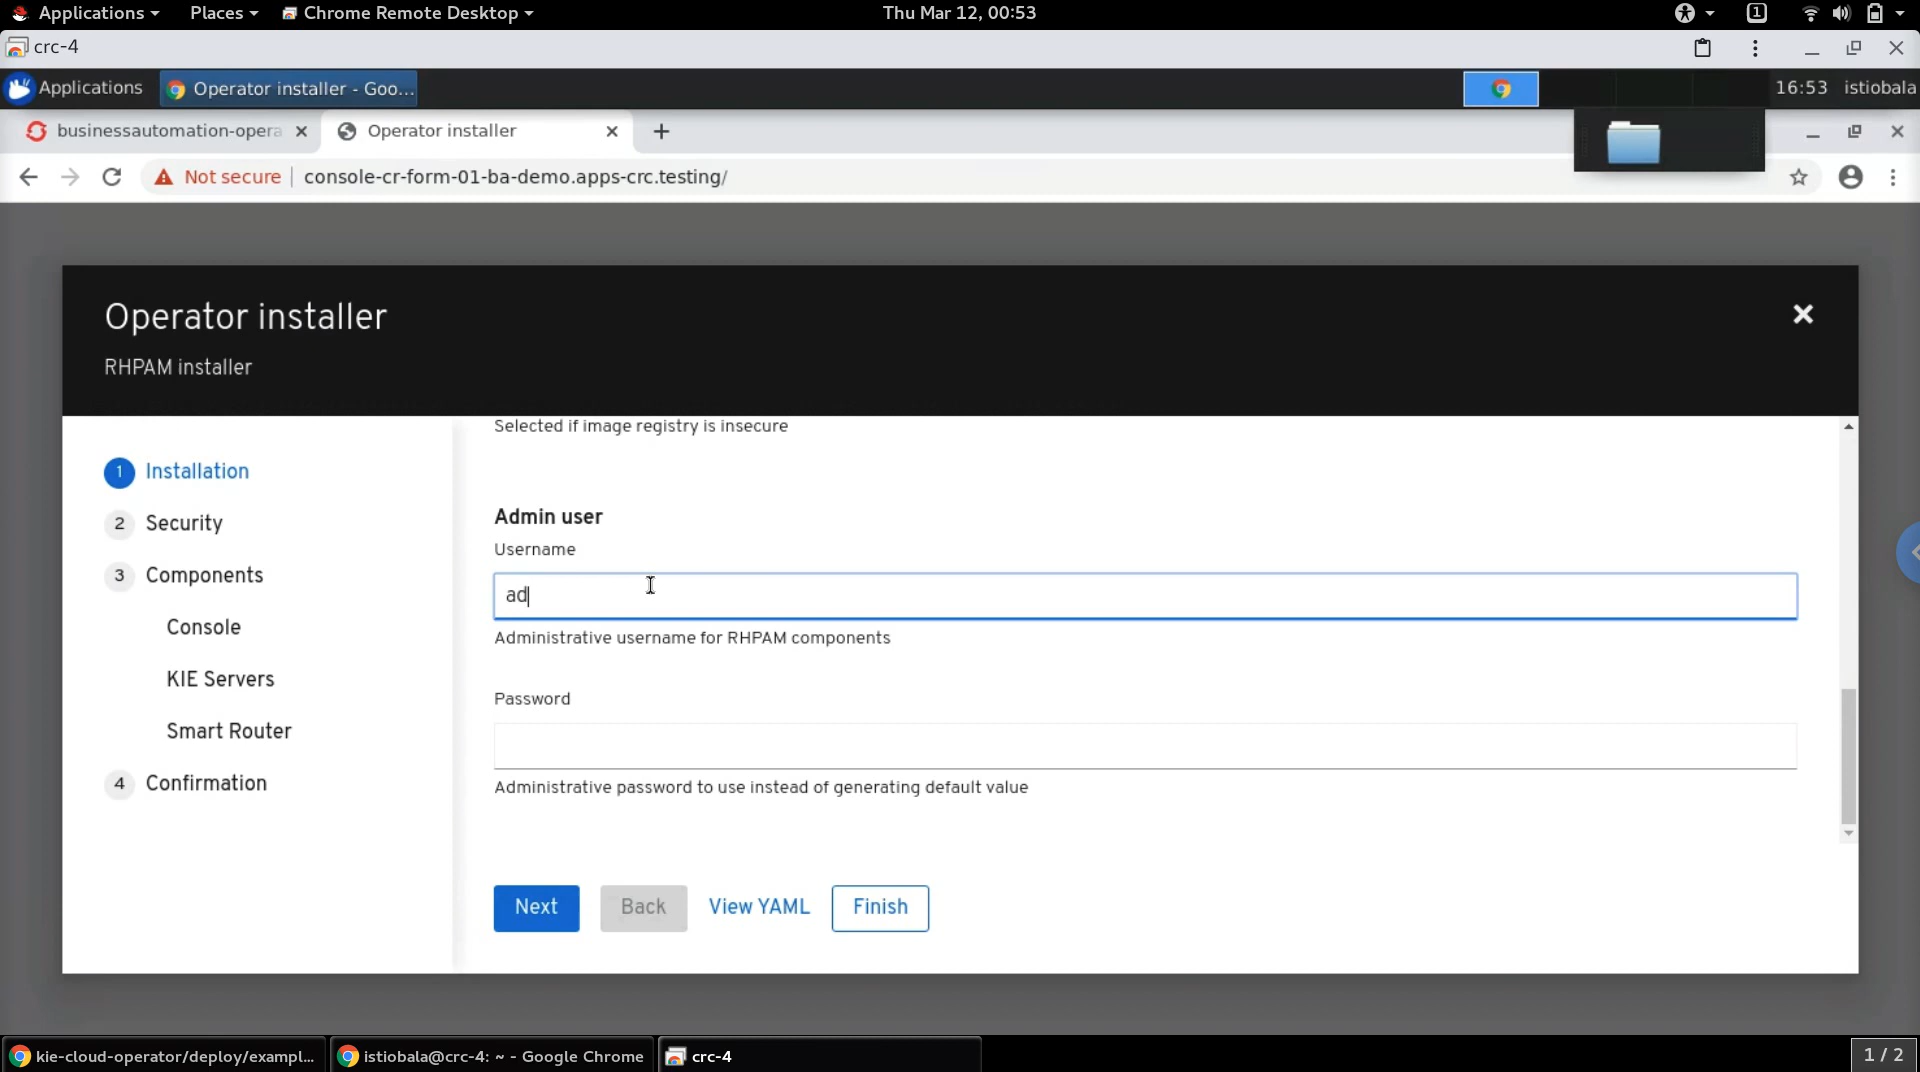 Applications Places Chrome Remote Desktop Thu Mar 12, 00:53 1
crc-4
Applications Operator installer - Goo... 16:53 istiobala
businessautomation-opera Operator installer
Not secure console-cr-form-01-ba-demo.apps-crc.testing/
Operator installer
RHPAM installer
Selected if image registry is insecure
1 Installation
2 Security
3 Components
Console
KIE Servers
Smart Router
4 Confirmation
Admin user
Username
ad
Administrative username for RHPAM components
Password
Administrative password to use instead of generating default value
Next Back View YAML Finish
kie-cloud-operator/deploy/exampl... istiobala@crc-4: ~ - Google Chrome crc-4 1 / 2